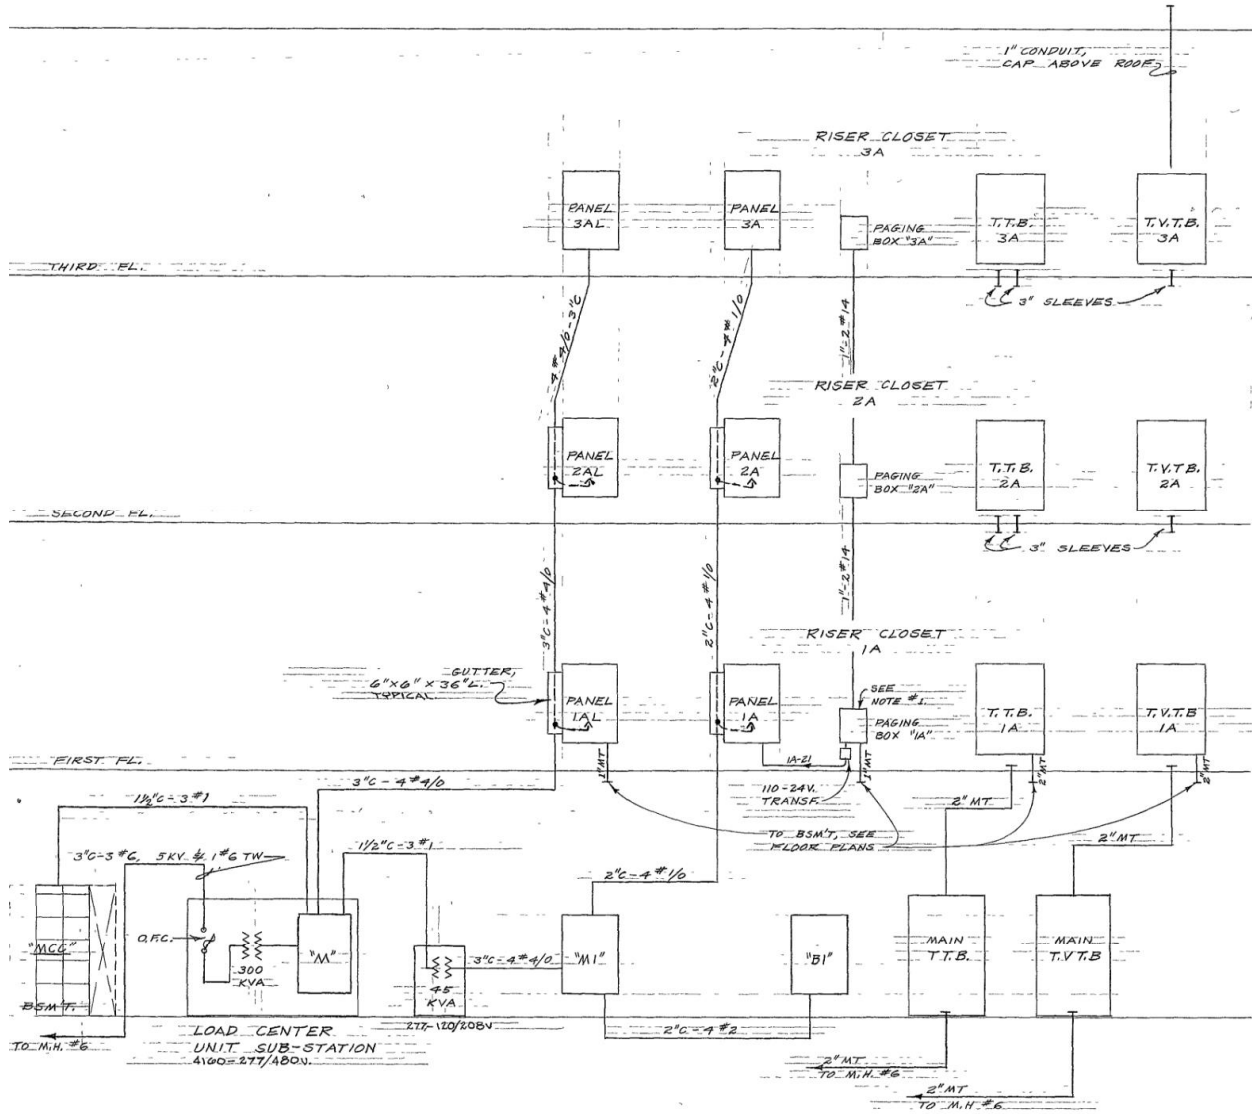 1" CONDUIT,
CAP ABOVE ROOF
RISER CLOSET
3A
PANEL
3AL
PANEL
3A
PAGING
BOX "3A"
T.T.B.
3A
T.V.T.B.
3A
THIRD FL.
3" SLEEVES
4 #4/0-3"C
2"C-4 #1/0
1"-2 #14
RISER CLOSET
2A
PANEL
2AL
PANEL
2A
PAGING
BOX "2A"
T.T.B.
2A
T.V.T.B.
2A
SECOND FL.
3" SLEEVES
3"C-4 #4/0
2"C-4 #1/0
1"-2 #14
RISER CLOSET
1A
GUTTER,
6"X6"X36"L.
TYPICAL.
PANEL
1AL
PANEL
1A
SEE
NOTE #1.
PAGING
BOX "1A"
T.T.B.
1A
T.V.T.B
1A
FIRST FL.
1"MT
1A-21
1"MT
2"MT
2"MT
110-24V.
TRANSF.
3"C-4 #4/0
1½"C-3 #1
2" MT
TO BSM'T, SEE
FLOOR PLANS
2" MT
3"C-3 #6, 5KV & 1 #6 TW
1 1/2"C-3 #1
2"C-4 #1/0
"MCC"
O.F.C.
300
KVA
"M"
45
KVA
3"C-4 #4/0
"M1"
"B1"
MAIN
T.T.B.
MAIN
T.V.T.B
BSM'T.
TO M.H. #6
LOAD CENTER
UNIT SUB-STATION
4160-277/480V.
277-120/208V
2"C-4 #2
2" MT
TO M.H. #6
2" MT
TO M.H #6